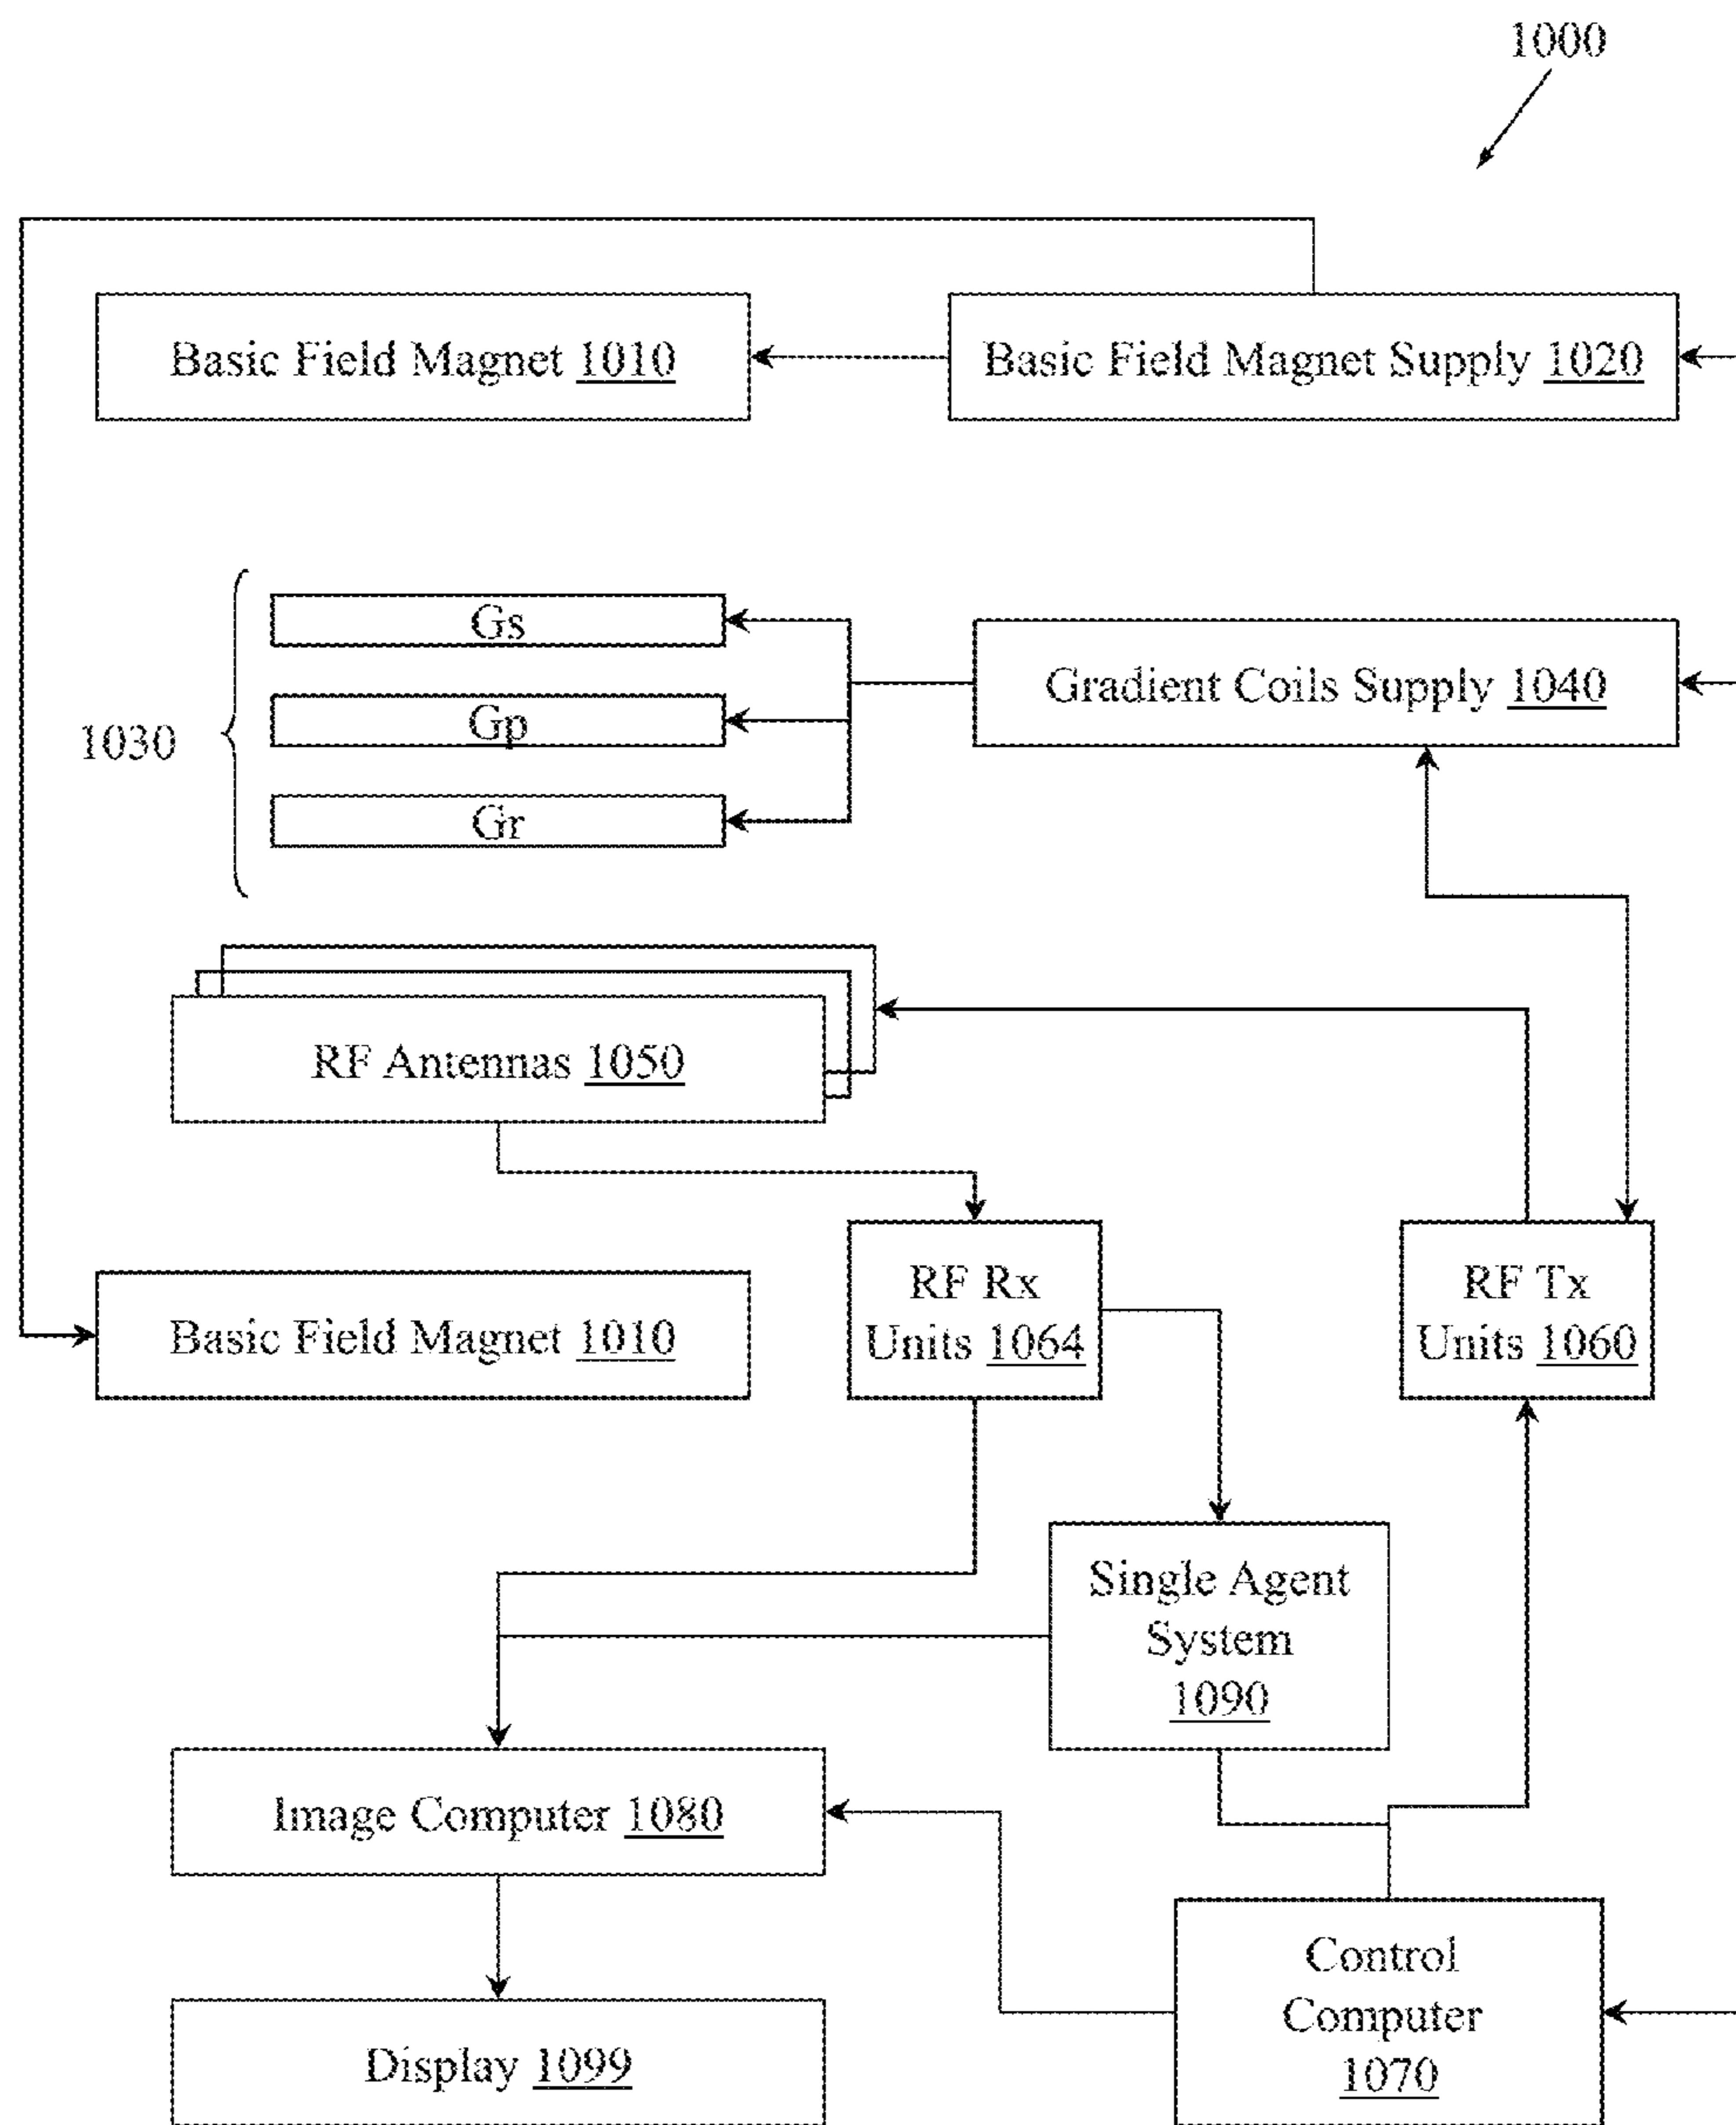 1000
Basic Field Magnet 1010
Basic Field Magnet Supply 1020
Gs
Gp
Gr
1030
Gradient Coils Supply 1040
RF Antennas 1050
RF Rx
Units 1064
RF Tx
Units 1060
Basic Field Magnet 1010
Single Agent
System
1090
Image Computer 1080
Control
Computer
1070
Display 1099